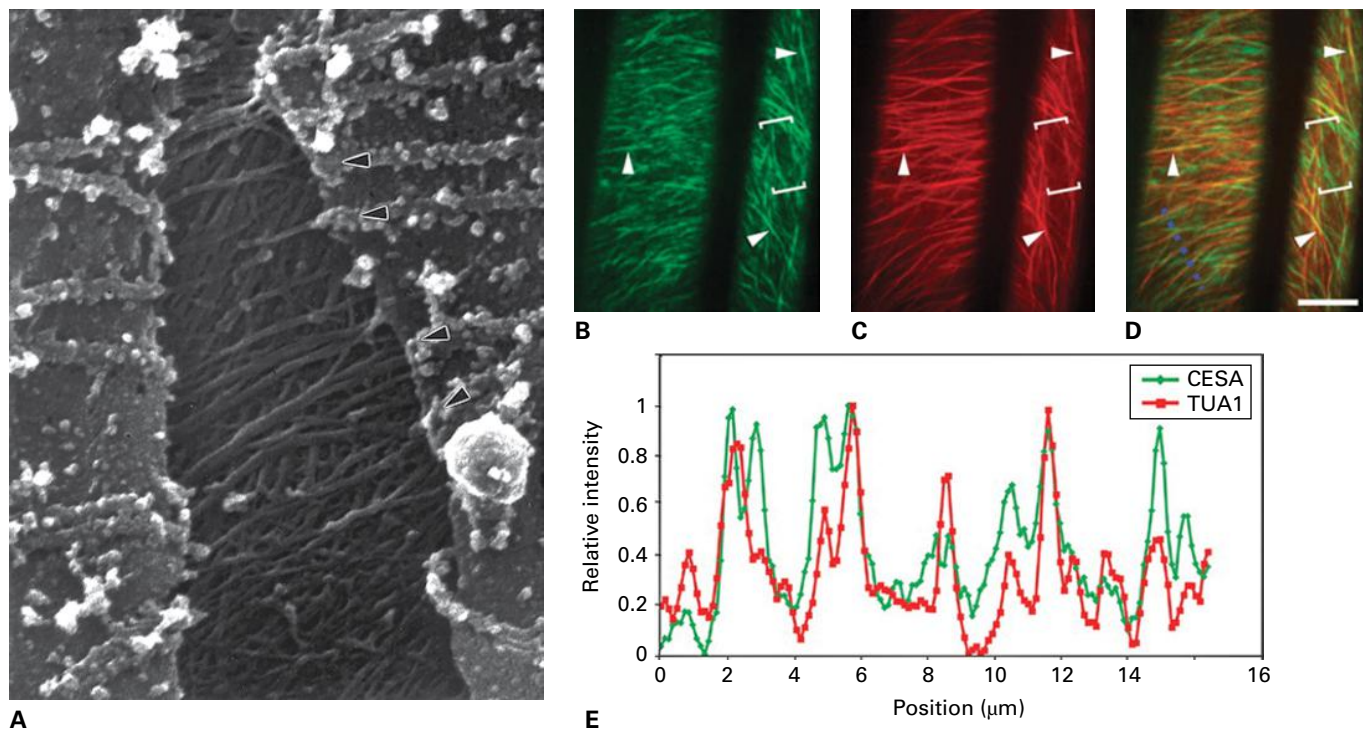 A
B
C
D
CESA
TUA1
Relative intensity
1
0.8
0.6
0.4
0.2
0
0 2 4 6 8 10 12 14 16
Position (μm)
E